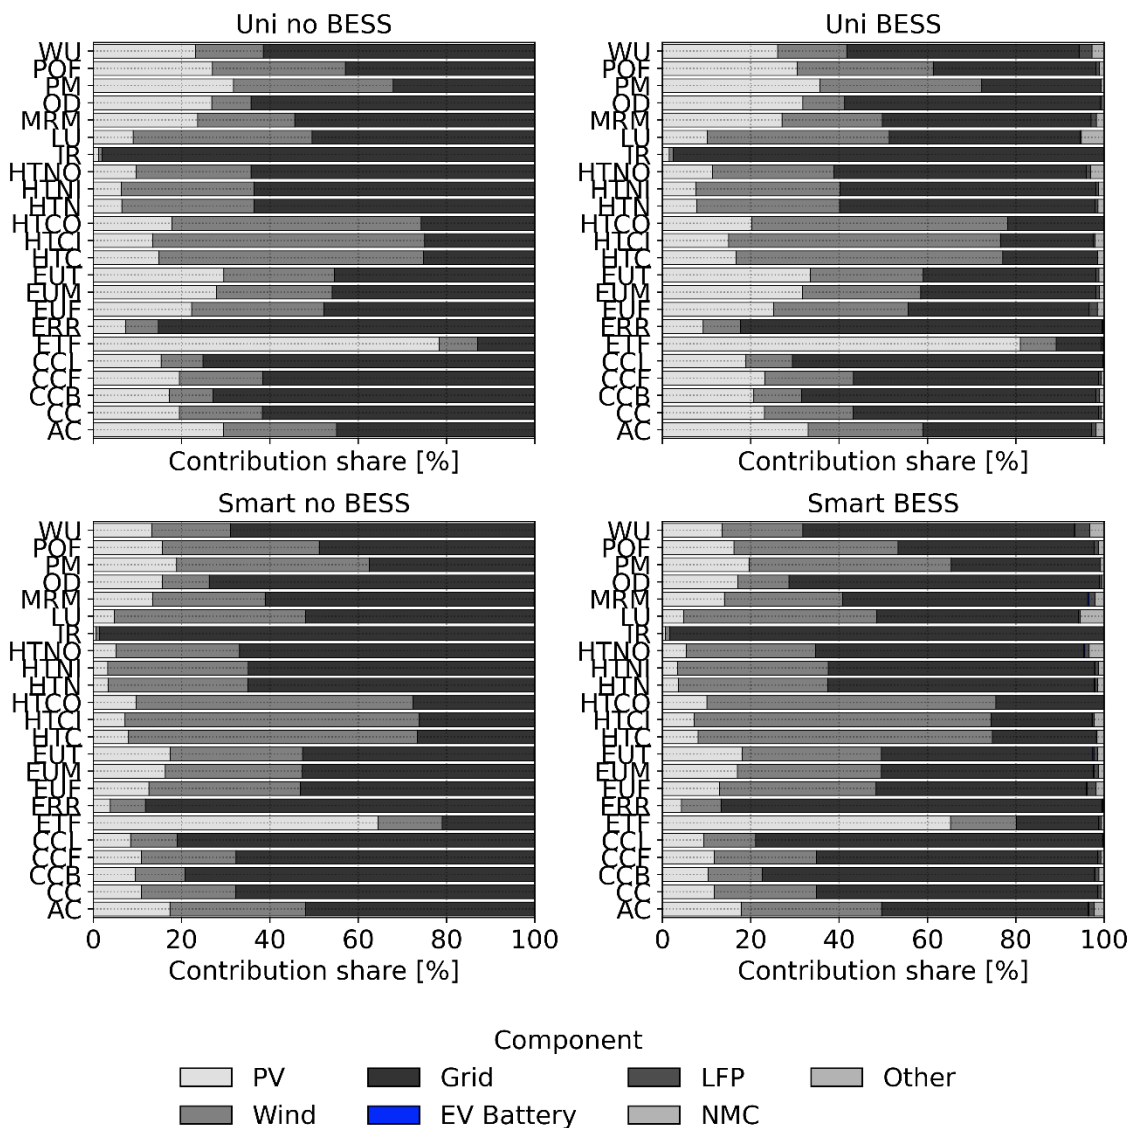 Uni no BESS
WU
POF
PM
OD
MRM
LU
IR
HTNO
HTNI
HTN
HTCO
HTCI
HTC
EUT
EUM
EUF
ERR
ETF
CCL
CCF
CCB
CC
AC
Contribution share [%]
Uni BESS
WU
POF
PM
OD
MRM
LU
IR
HTNO
HTNI
HTN
HTCO
HTCI
HTC
EUT
EUM
EUF
ERR
ETF
CCL
CCF
CCB
CC
AC
Contribution share [%]
Smart no BESS
WU
POF
PM
OD
MRM
LU
IR
HTNO
HTNI
HTN
HTCO
HTCI
HTC
EUT
EUM
EUF
ERR
ETF
CCL
CCF
CCB
CC
AC
0 20 40 60 80 100
Contribution share [%]
Smart BESS
WU
POF
PM
OD
MRM
LU
IR
HTNO
HTNI
HTN
HTCO
HTCI
HTC
EUT
EUM
EUF
ERR
ETF
CCL
CCF
CCB
CC
AC
0 20 40 60 80 100
Contribution share [%]
Component
PV Grid LFP Other
Wind EV Battery NMC